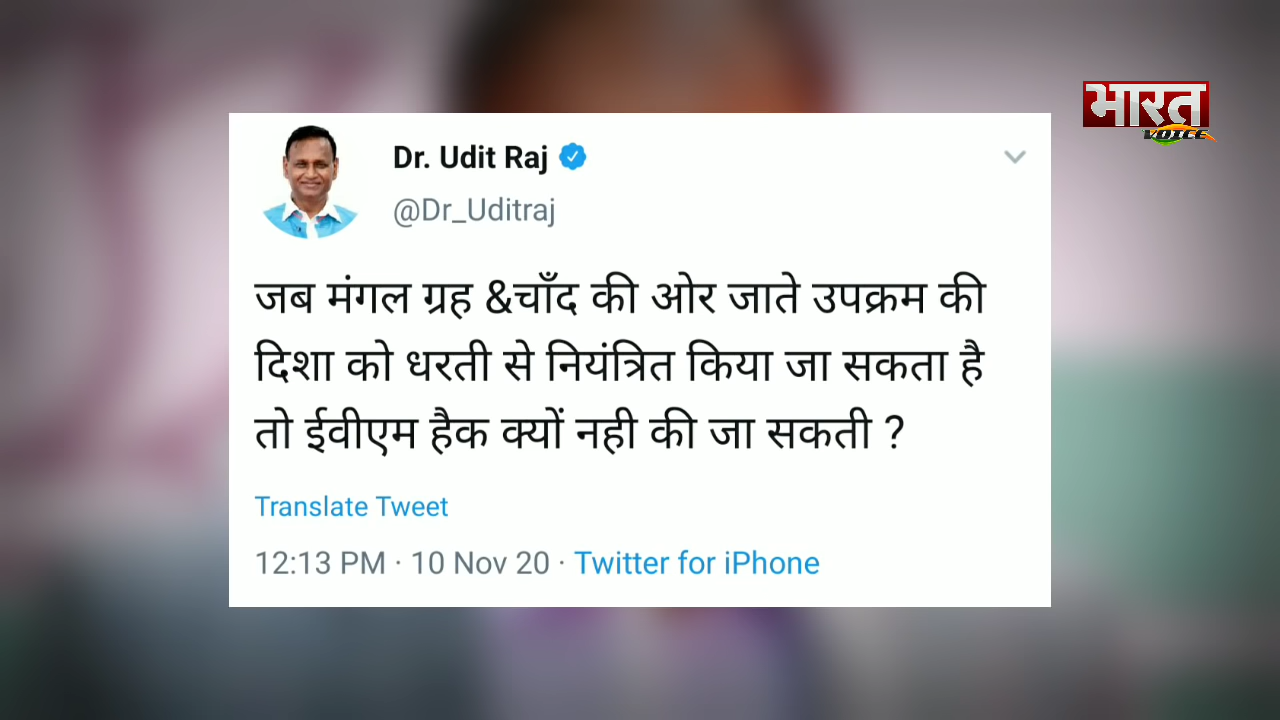 भारत
VOICE
Dr. Udit Raj
@Dr_Uditraj
जब मंगल ग्रह &चाँद की ओर जाते उपक्रम की
दिशा को धरती से नियंत्रित किया जा सकता है
तो ईवीएम हैक क्यों नही की जा सकती ?
Translate Tweet
12:13 PM · 10 Nov 20 · Twitter for iPhone